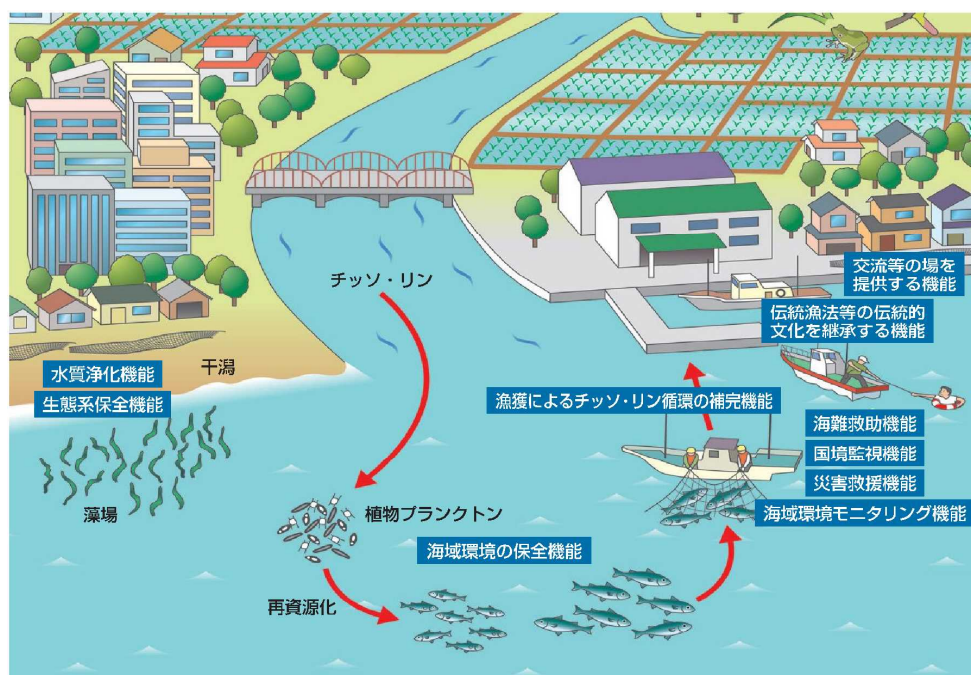 チッソ・リン
交流等の場を
提供する機能
伝統漁法等の伝統的
文化を継承する機能
干潟
水質浄化機能
生態系保全機能
漁獲によるチッソ・リン循環の補完機能
海難救助機能
国境監視機能
災害救援機能
海域環境モニタリング機能
藻場
植物プランクトン
海域環境の保全機能
再資源化